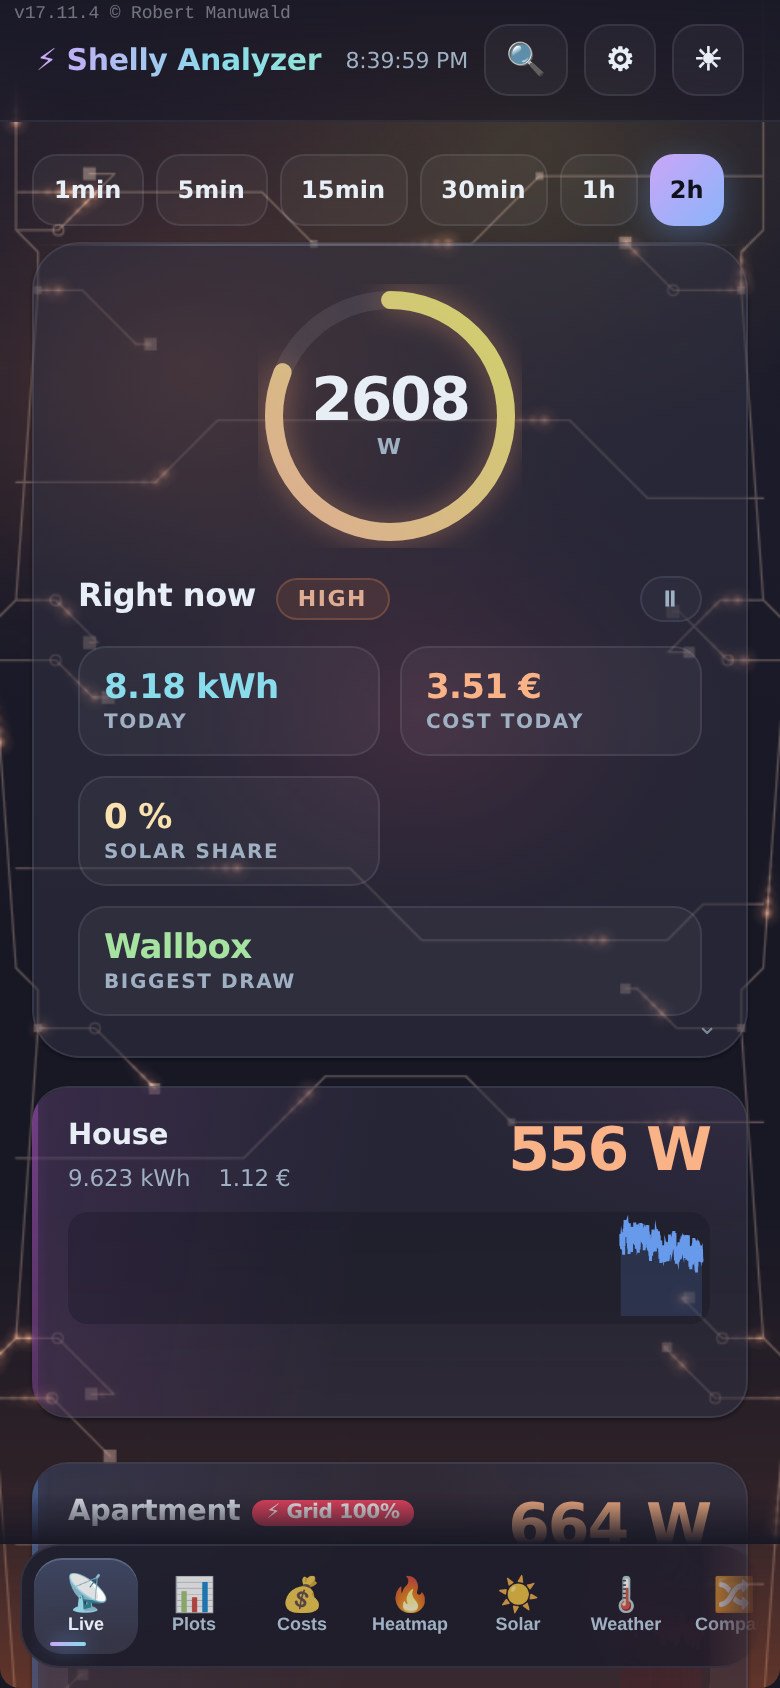 v17.11.4 © Robert Manuwald
⚡ Shelly Analyzer 8:39:59 PM
1min 5min 15min 30min 1h 2h
2608
W
Right now HIGH
8.18 kWh 3.51 €
TODAY COST TODAY
0 %
SOLAR SHARE
Wallbox
BIGGEST DRAW
House 556 W
9.623 kWh 1.12 €
Apartment ⚡ Grid 100% 664 W
Live Plots Costs Heatmap Solar Weather Compa